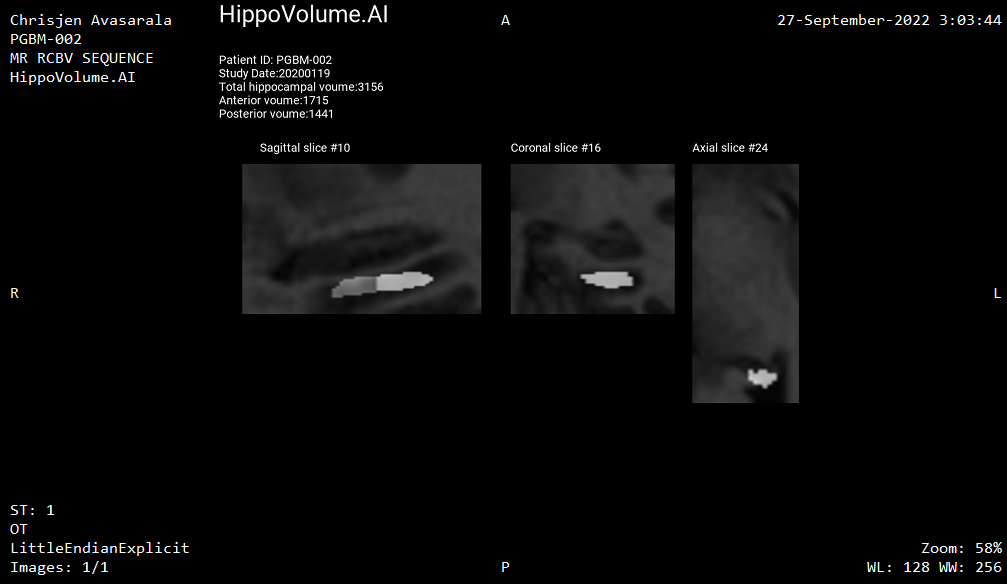 Chrisjen Avasarala
PGBM-002
MR RCBV SEQUENCE
HippoVolume.AI
HippoVolume.AI
Patient ID: PGBM-002
Study Date:20200119
Total hippocampal voume:3156
Anterior voume:1715
Posterior voume:1441
A
27-September-2022 3:03:44
Sagittal slice #10
Coronal slice #16
Axial slice #24
R
L
ST: 1
OT
LittleEndianExplicit
Images: 1/1
P
Zoom: 58%
WL: 128 WW: 256